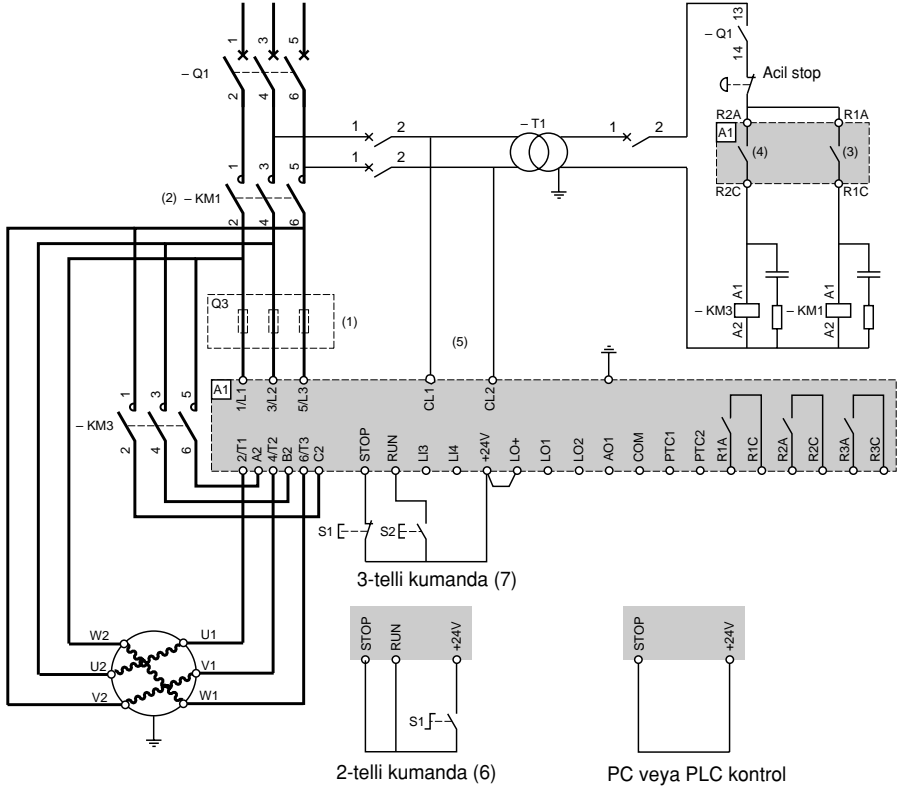 1 3 5
– Q1
2 4 6
13
– Q1
14
Acil stop
1 2
– T1
1 2
1 2
R2A R1A
A1
(4) (3)
R2C R1C
1 3 5
(2) – KM1
2 4 6
A1 A1
– KM3 – KM1
A2 A2
Q3
(1)
(5)
A1
1/L1 3/L2 5/L3 CL1 CL2
1 3 5
– KM3
2 4 6
2/T1 A2 4/T2 B2 6/T3 C2 STOP RUN LI3 LI4 +24V LO+ LO1 LO2 AO1 COM PTC1 PTC2 R1A R1C R2A R2C R3A R3C
S1 S2
3-telli kumanda (7)
W2 U1
U2 V1
V2 W1
STOP RUN +24V
S1
2-telli kumanda (6)
STOP +24V
PC veya PLC kontrol